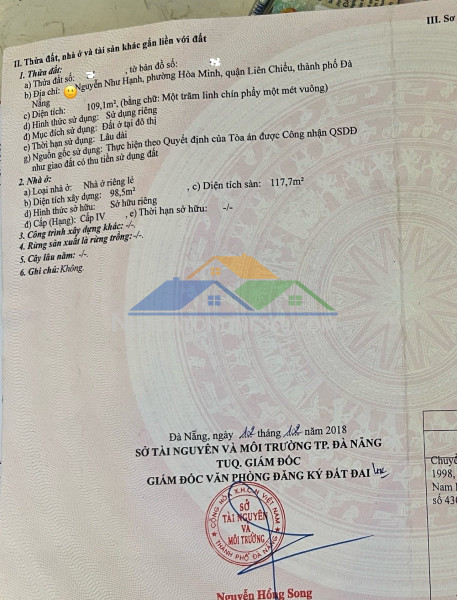 II. Thửa đất, nhà ở và tài sản khác gắn liền với đất
III. Sơ
1. Thửa đất:
a) Thửa đất số: , tờ bản đồ số:
b) Địa chỉ: Nguyễn Như Hạnh, phường Hòa Minh, quận Liên Chiểu, thành phố Đà
Nẵng
c) Diện tích: 109,1m², (bằng chữ: Một trăm linh chín phẩy một mét vuông)
d) Hình thức sử dụng: Sử dụng riêng
đ) Mục đích sử dụng: Đất ở tại đô thị
e) Thời hạn sử dụng: Lâu dài
g) Nguồn gốc sử dụng: Thực hiện theo Quyết định của Tòa án được Công nhận QSDĐ
như giao đất có thu tiền sử dụng đất
2. Nhà ở:
a) Loại nhà ở: Nhà ở riêng lẻ
b) Diện tích xây dựng: 98,5m² , c) Diện tích sàn: 117,7m²
d) Hình thức sở hữu: Sở hữu riêng
đ) Cấp (Hạng): Cấp IV , e) Thời hạn sở hữu: -/-
3. Công trình xây dựng khác: -/-.
4. Rừng sản xuất là rừng trồng:-/-.
5. Cây lâu năm: -/-.
6. Ghi chú:Không.
Đà Nẵng, ngày 12 tháng 12 năm 2018
SỞ TÀI NGUYÊN VÀ MÔI TRƯỜNG TP. ĐÀ NẴNG
TUQ. GIÁM ĐỐC
GIÁM ĐỐC VĂN PHÒNG ĐĂNG KÝ ĐẤT ĐAI
CỘNG HÒA X.H.C.N VIỆT NAM
SỞ
TÀI NGUYÊN
VÀ
MÔI TRƯỜNG
THÀNH PHỐ ĐÀ NẴNG
Nguyễn Hồng Song
Chuyể
1998,
Nam
số 430